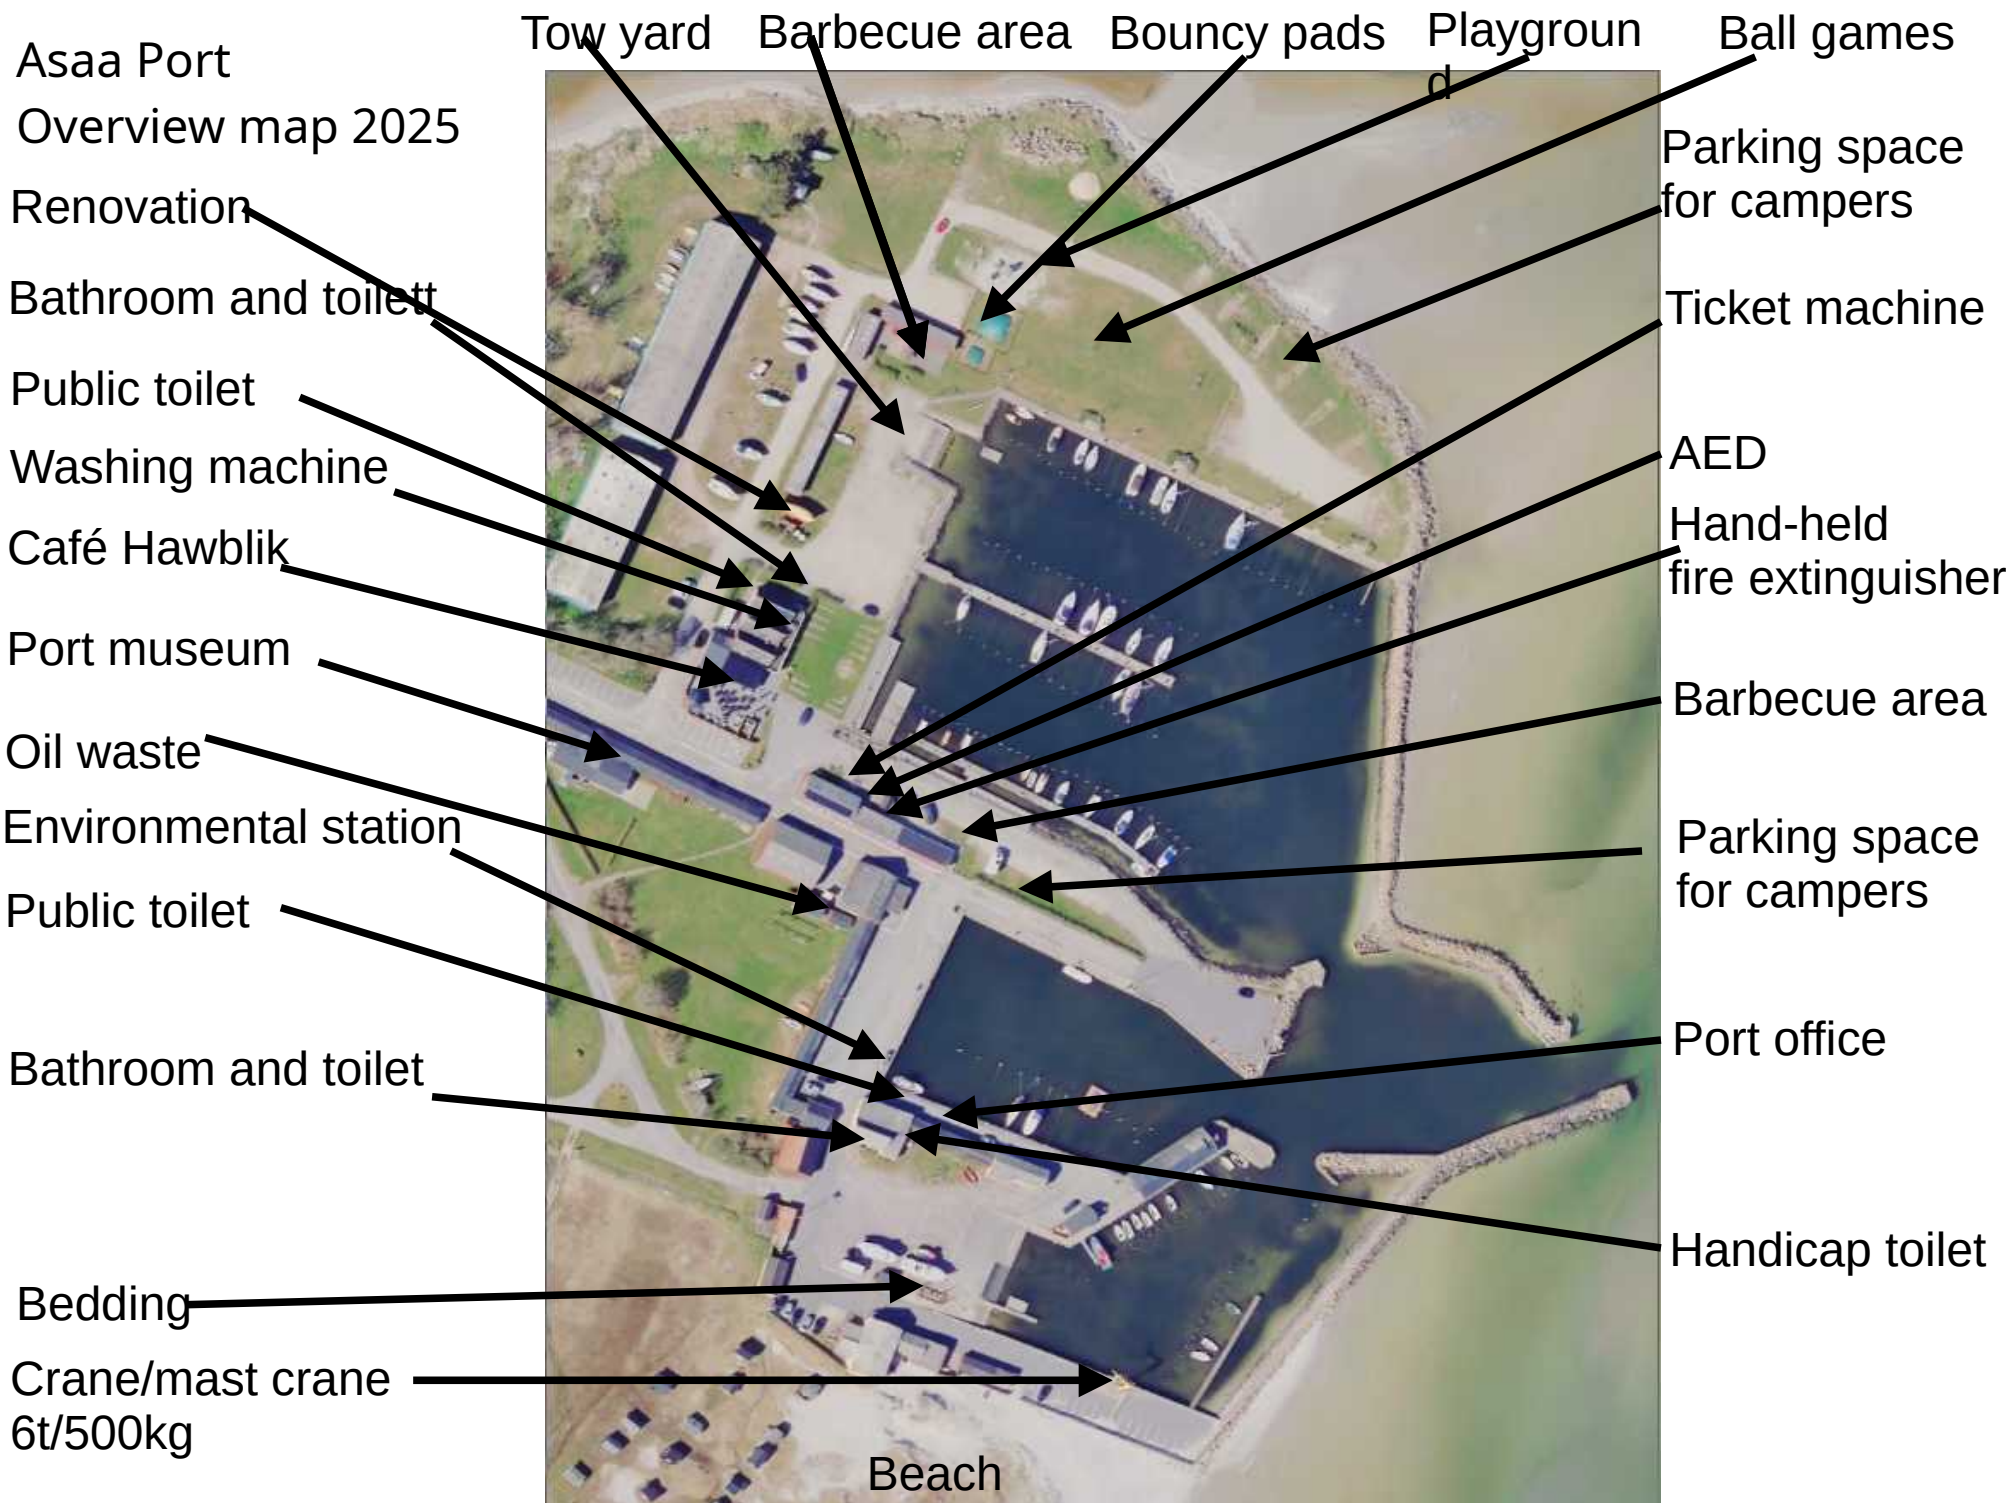 Asaa Port
Overview map 2025
Tow yard
Barbecue area
Bouncy pads
Playgroun
d
Ball games
Renovation
Bathroom and toilett
Public toilet
Washing machine
Café Hawblik
Port museum
Oil waste
Environmental station
Public toilet
Bathroom and toilet
Bedding
Crane/mast crane
6t/500kg
Parking space
for campers
Ticket machine
AED
Hand-held
fire extinguisher
Barbecue area
Parking space
for campers
Port office
Handicap toilet
Beach